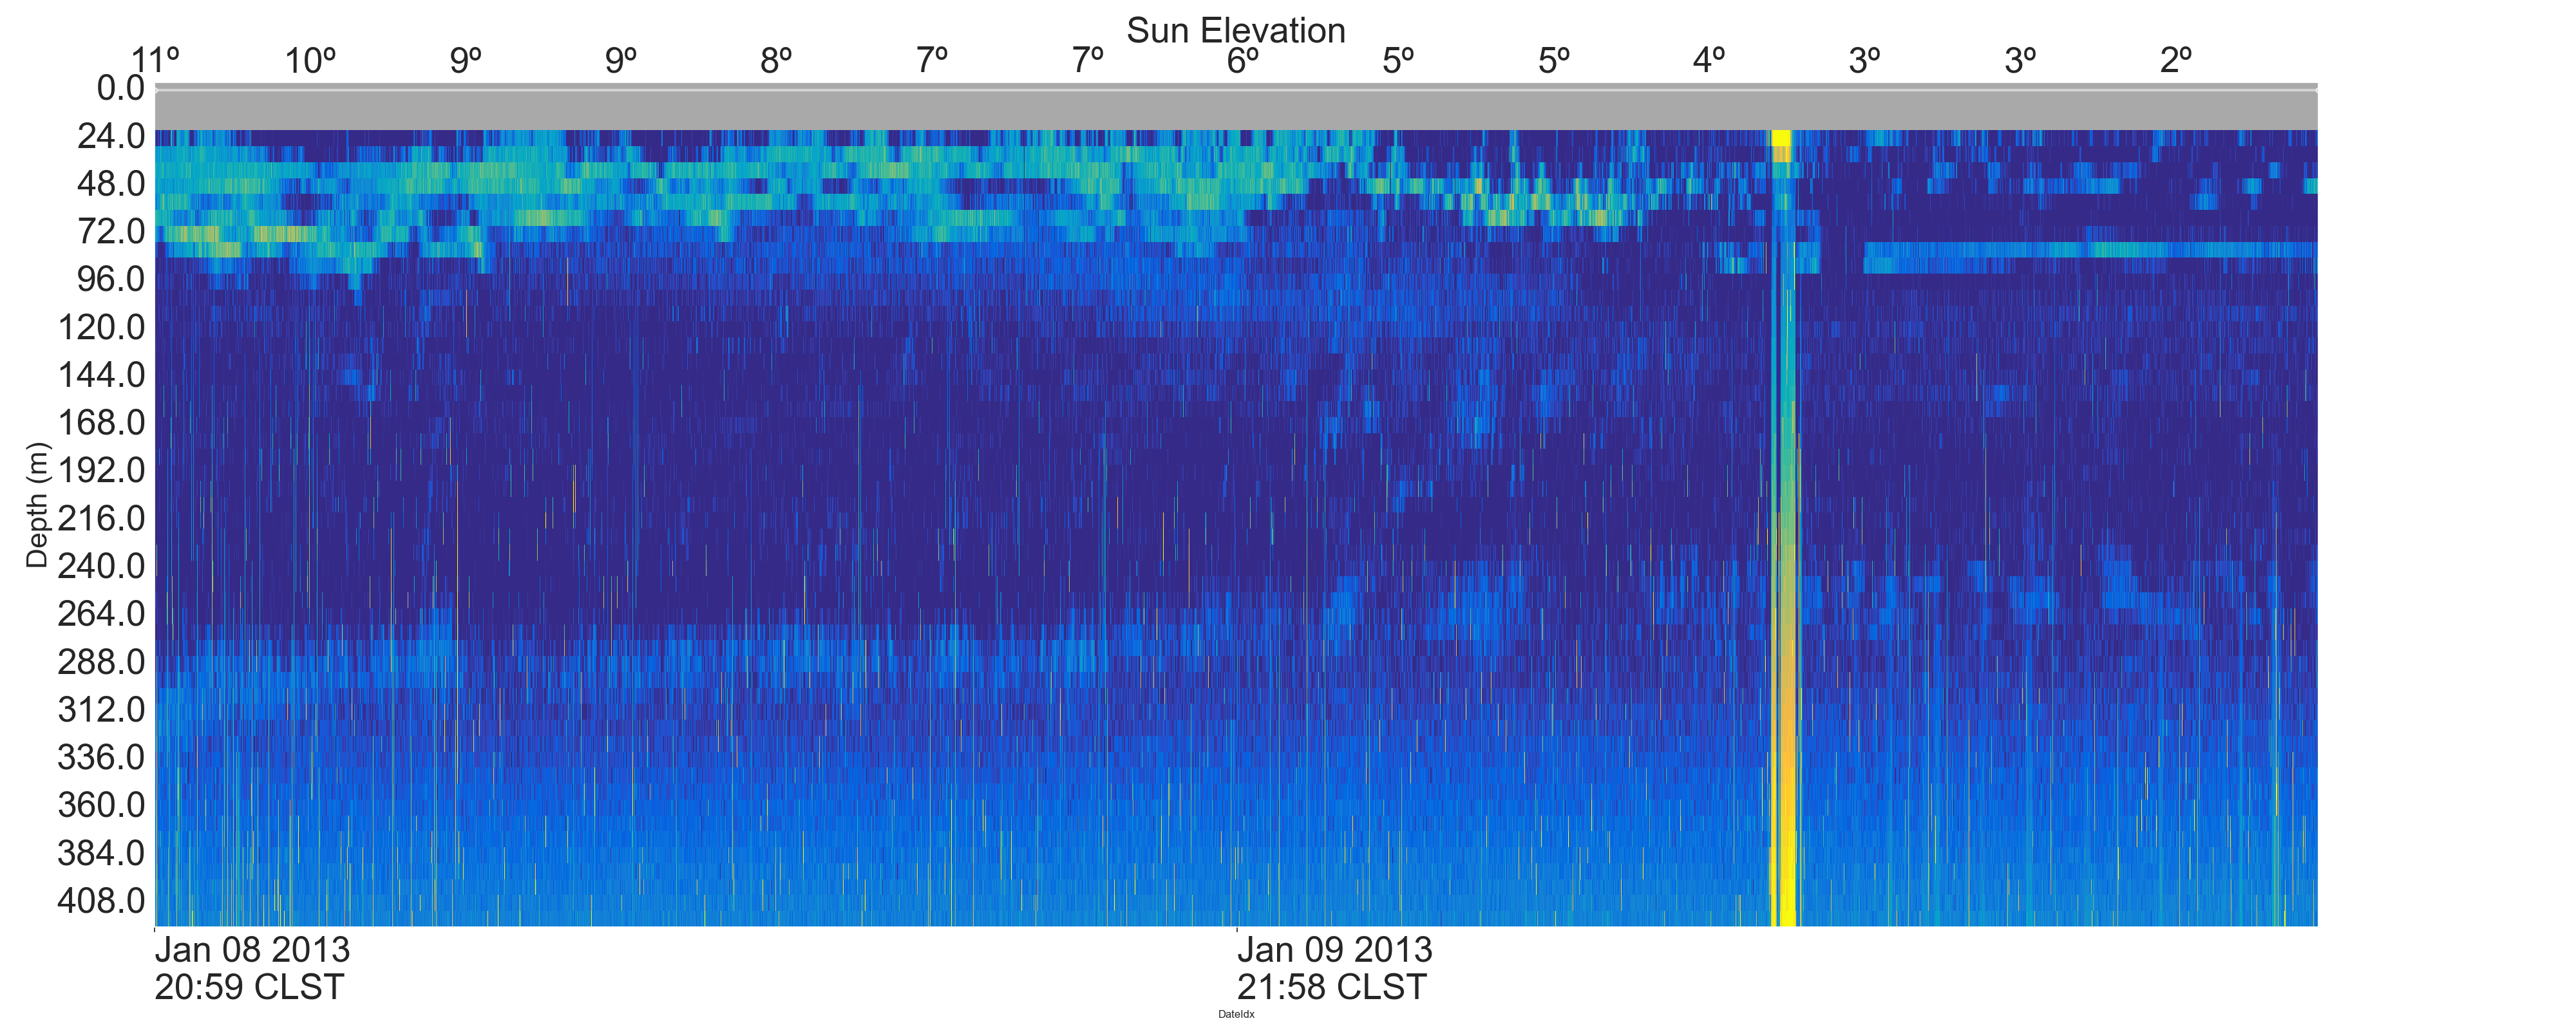 Sun Elevation
11º 10º 9º 9º 8º 7º 7º 6º 5º 5º 4º 3º 3º 2º
0.0
24.0
48.0
72.0
96.0
120.0
144.0
168.0
192.0
216.0
240.0
264.0
288.0
312.0
336.0
360.0
384.0
408.0
Depth (m)
Jan 08 2013
20:59 CLST
Jan 09 2013
21:58 CLST
DateIdx